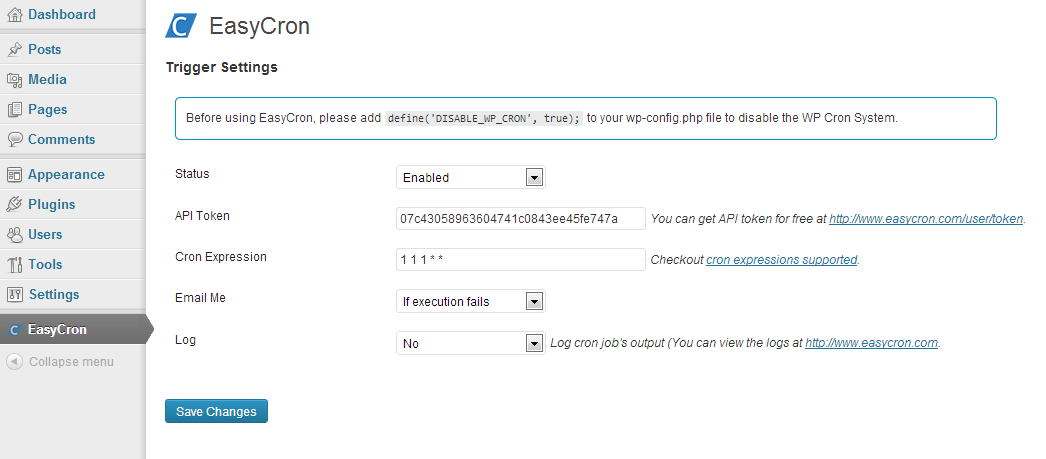 Dashboard
Posts
Media
Pages
Comments
Appearance
Plugins
Users
Tools
Settings
EasyCron
Collapse menu
EasyCron
Trigger Settings
Before using EasyCron, please add define('DISABLE_WP_CRON', true); to your wp-config.php file to disable the WP Cron System.
Status Enabled
API Token 07c43058963604741c0843ee45fe747a You can get API token for free at http://www.easycron.com/user/token.
Cron Expression 1 1 1 * * Checkout cron expressions supported.
Email Me If execution fails
Log No Log cron job's output (You can view the logs at http://www.easycron.com.
Save Changes